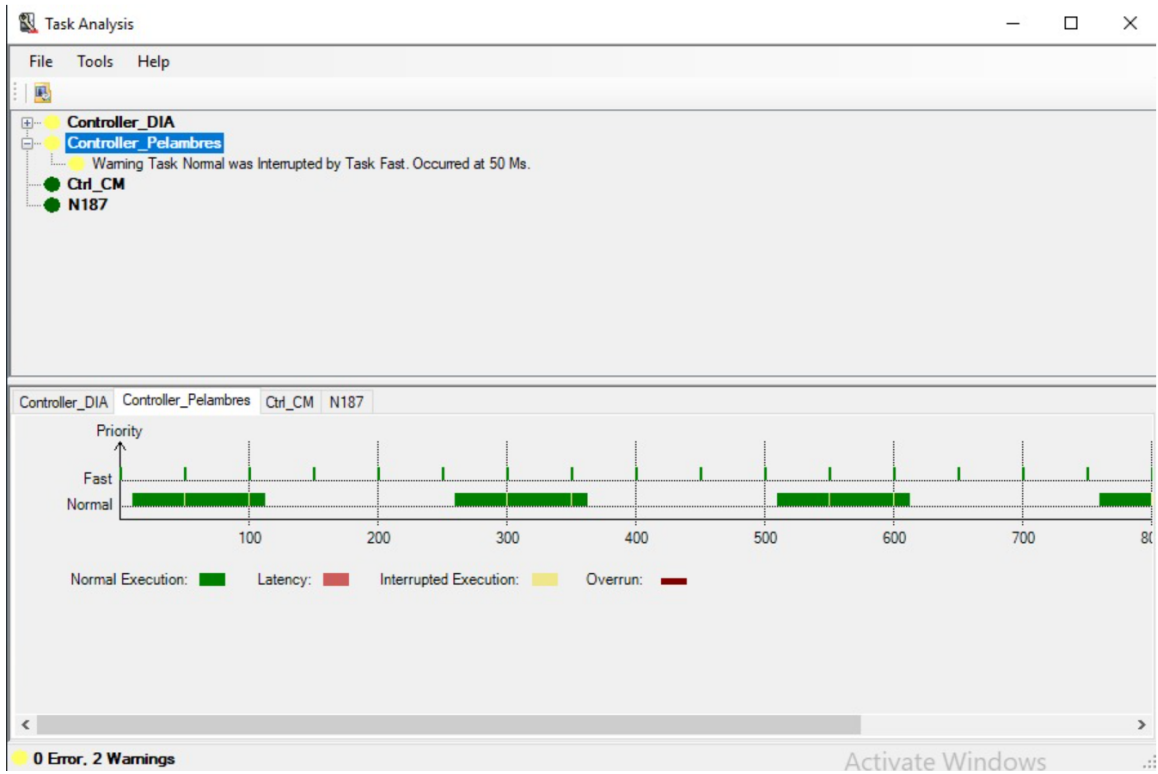 Task Analysis
File Tools Help
Controller_DIA
Controller_Pelambres
Warning Task Normal was Interrupted by Task Fast. Occurred at 50 Ms.
Ctrl_CM
N187
Controller_DIA Controller_Pelambres Ctrl_CM N187
Priority
Fast
Normal
100 200 300 400 500 600 700 80
Normal Execution: Latency: Interrupted Execution: Overrun:
0 Error, 2 Warnings
Activate Windows